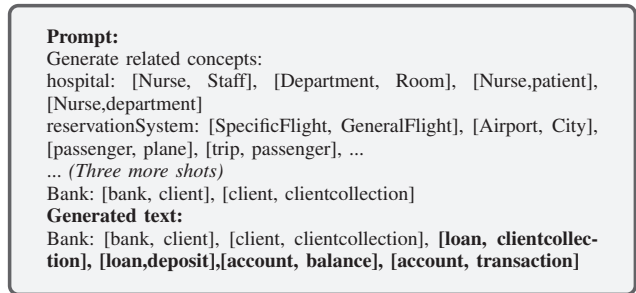 Prompt:
Generate related concepts:
hospital: [Nurse, Staff], [Department, Room], [Nurse,patient],
[Nurse,department]
reservationSystem: [SpecificFlight, GeneralFlight], [Airport, City],
[passenger, plane], [trip, passenger], ...
... (Three more shots)
Bank: [bank, client], [client, clientcollection]
Generated text:
Bank: [bank, client], [client, clientcollection], [loan, clientcollec-
tion], [loan,deposit],[account, balance], [account, transaction]